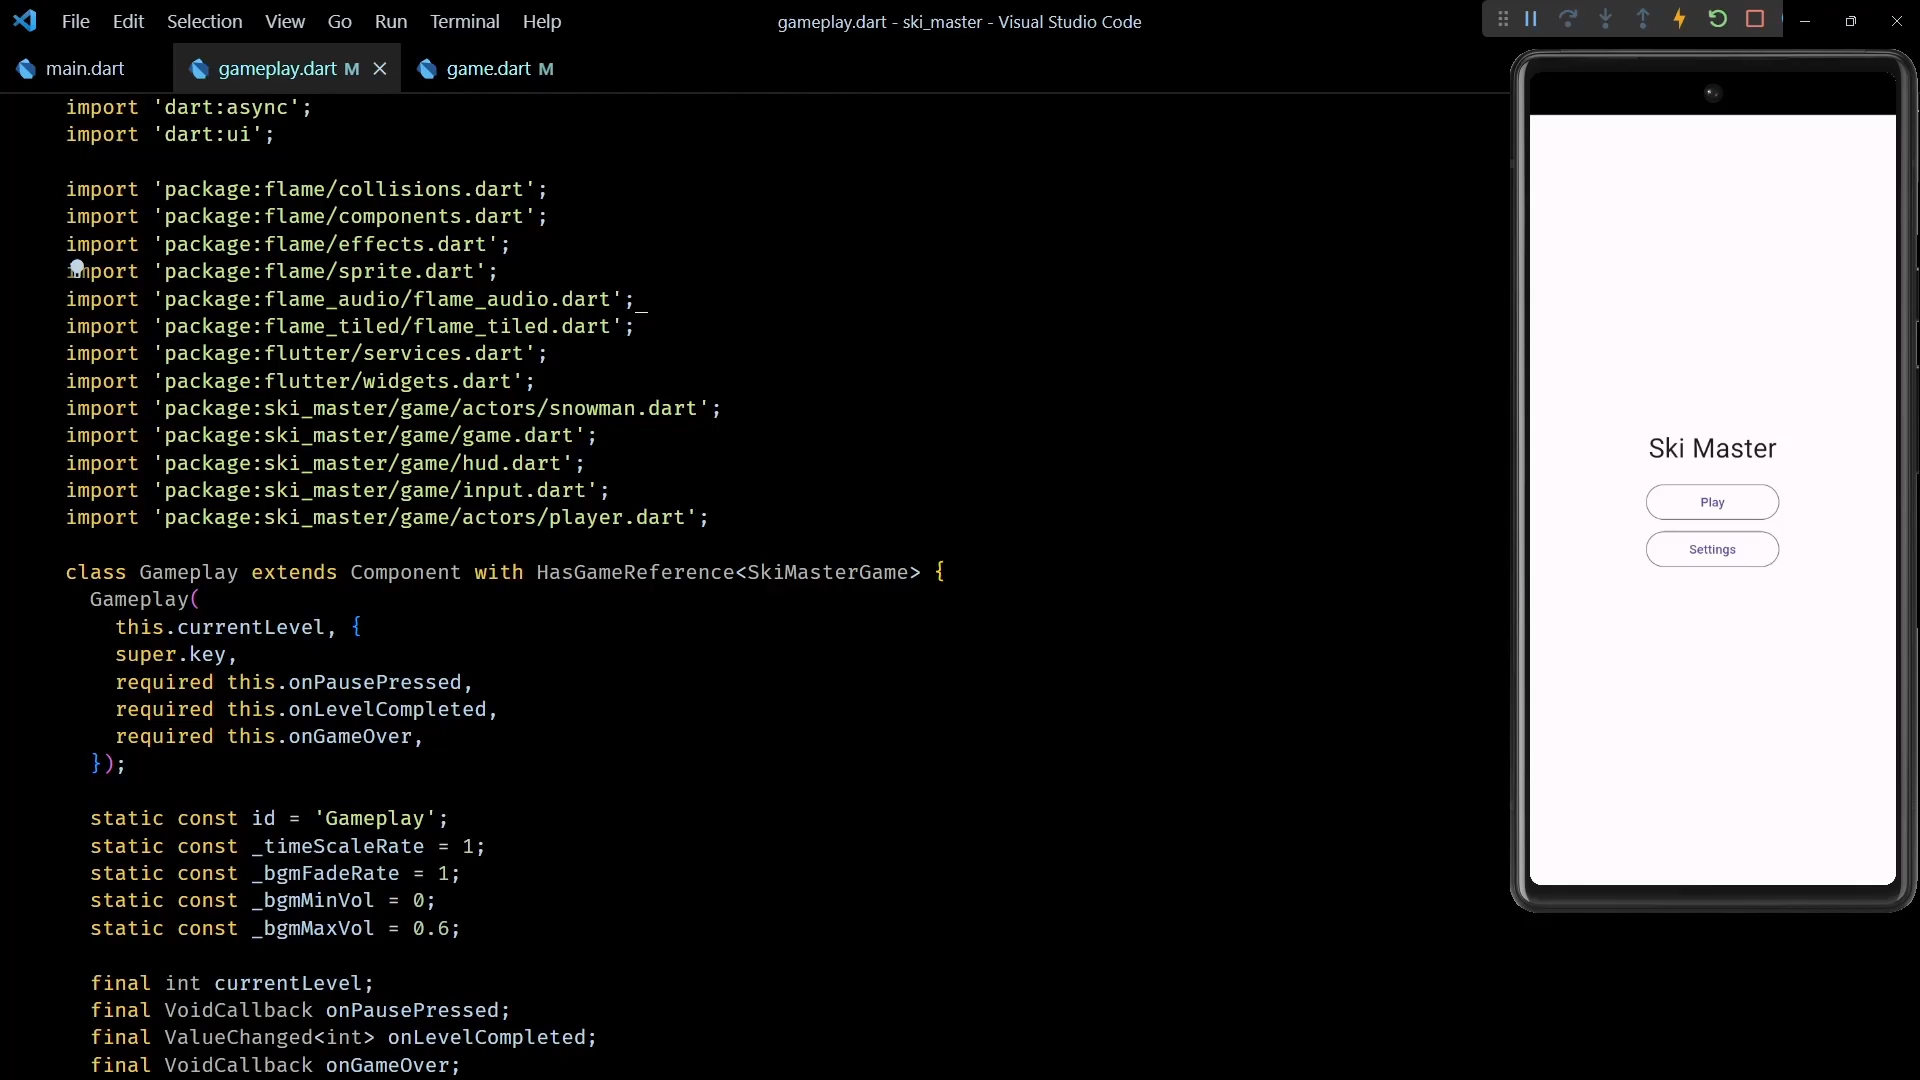 File Edit Selection View Go Run Terminal Help
gameplay.dart - ski_master - Visual Studio Code
main.dart
gameplay.dart M
game.dart M
import 'dart:async';
import 'dart:ui';
import 'package:flame/collisions.dart';
import 'package:flame/components.dart';
import 'package:flame/effects.dart';
import 'package:flame/sprite.dart';
import 'package:flame_audio/flame_audio.dart';
import 'package:flame_tiled/flame_tiled.dart';
import 'package:flutter/services.dart';
import 'package:flutter/widgets.dart';
import 'package:ski_master/game/actors/snowman.dart';
import 'package:ski_master/game/game.dart';
import 'package:ski_master/game/hud.dart';
import 'package:ski_master/game/input.dart';
import 'package:ski_master/game/actors/player.dart';
class Gameplay extends Component with HasGameReference<SkiMasterGame> {
Gameplay(
this.currentLevel, {
super.key,
required this.onPausePressed,
required this.onLevelCompleted,
required this.onGameOver,
});
static const id = 'Gameplay';
static const _timeScaleRate = 1;
static const _bgmFadeRate = 1;
static const _bgmMinVol = 0;
static const _bgmMaxVol = 0.6;
final int currentLevel;
final VoidCallback onPausePressed;
final ValueChanged<int> onLevelCompleted;
final VoidCallback onGameOver;
Ski Master
Play
Settings